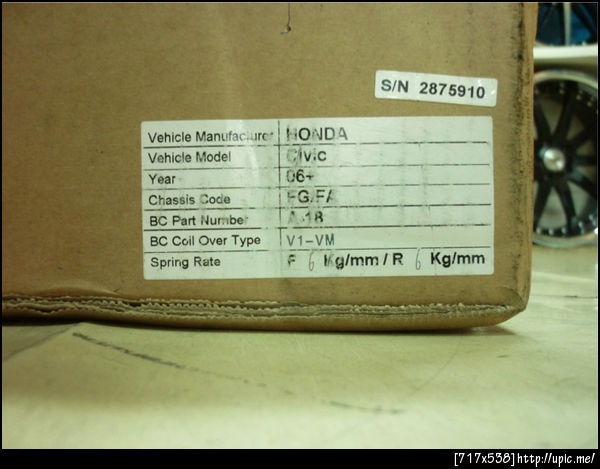 S/N 2875910
Vehicle Manufacturer HONDA
Vehicle Model Civic
Year 06+
Chassis Code FG,FA
BC Part Number A-18
BC Coil Over Type V1-VM
Spring Rate F 6 Kg/mm / R 6 Kg/mm
[717x538]http://upic.me/